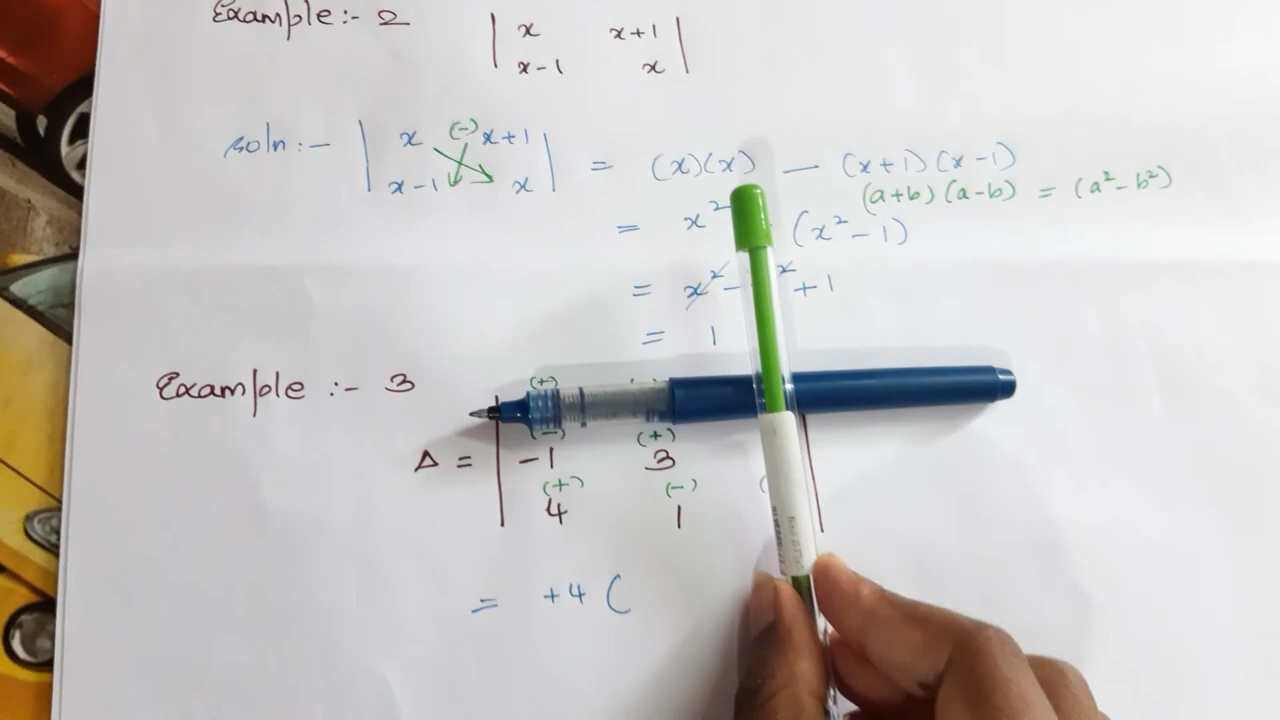 Example :- 2
| x x+1 |
| x-1 x |
soln :- | x (-) x+1 | = (x)(x) — (x+1)(x-1)
| x-1 x |
(a+b)(a-b) = (a²-b²)
= x² (x²-1)
= x² - x² + 1
= 1
Example :- 3
(+)
(-) (+)
Δ = | -1 3 |
(+) (-)
4 1
= +4 (